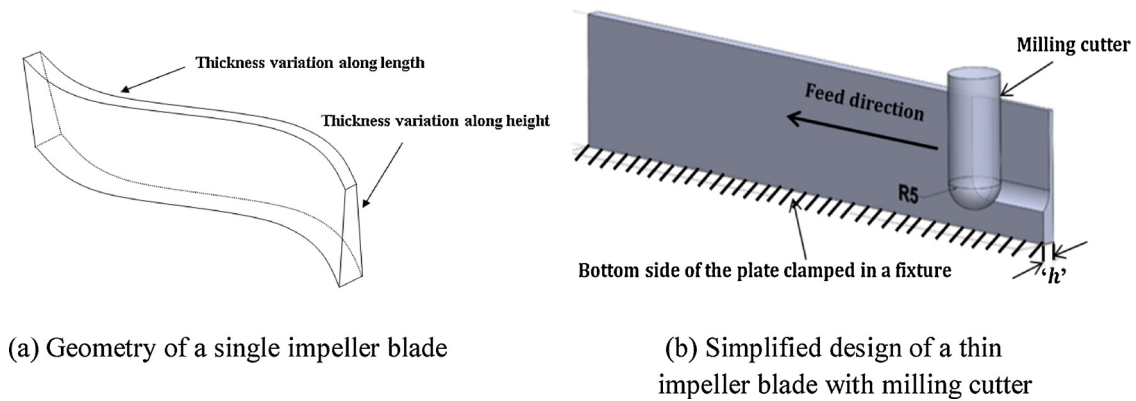 Thickness variation along length
Thickness variation along height
(a) Geometry of a single impeller blade
Milling cutter
Feed direction
R5
Bottom side of the plate clamped in a fixture
‘h’
(b) Simplified design of a thin
impeller blade with milling cutter